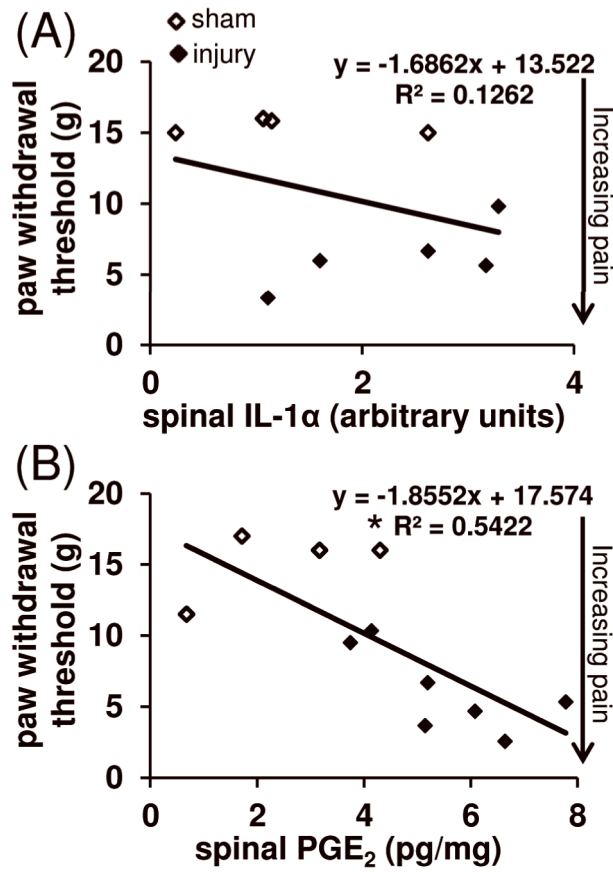 (A)
sham
injury
y = -1.6862x + 13.522
R² = 0.1262
20
15
10
5
0
paw withdrawal
threshold (g)
Increasing pain
0 2 4
spinal IL-1α (arbitrary units)
(B)
y = -1.8552x + 17.574
* R² = 0.5422
20
15
10
5
0
paw withdrawal
threshold (g)
Increasing pain
0 2 4 6 8
spinal PGE₂ (pg/mg)